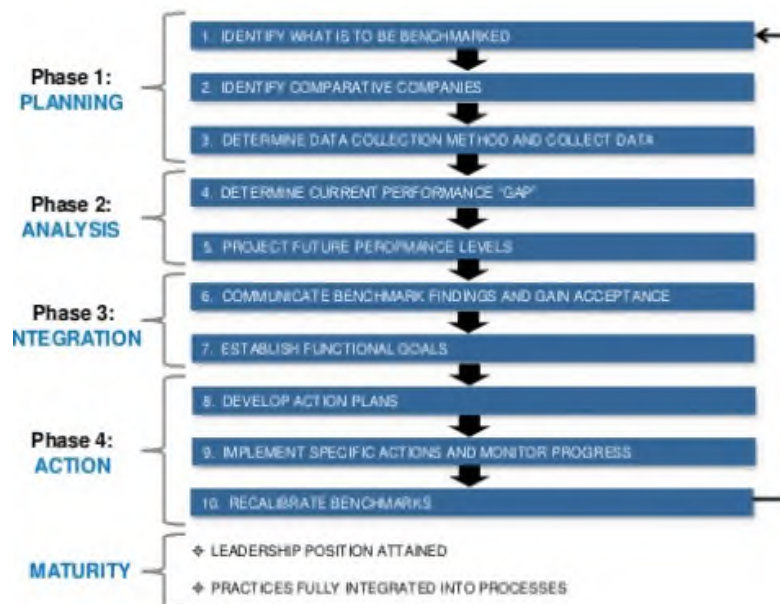 1. IDENTIFY WHAT IS TO BE BENCHMARKED
Phase 1:
PLANNING
2. IDENTIFY COMPARATIVE COMPANIES
3. DETERMINE DATA COLLECTION METHOD AND COLLECT DATA
Phase 2:
ANALYSIS
4. DETERMINE CURRENT PERFORMANCE "GAP"
5. PROJECT FUTURE PEROPMANCE LEVELS
Phase 3:
NTEGRATION
6. COMMUNICATE BENCHMARK FINDINGS AND GAIN ACCEPTANCE
7. ESTABLISH FUNCTIONAL GOALS
Phase 4:
ACTION
8. DEVELOP ACTION PLANS
9. IMPLEMENT SPECIFIC ACTIONS AND MONITOR PROGRESS
10. RECALIBRATE BENCHMARKS
MATURITY
❖ LEADERSHIP POSITION ATTAINED
❖ PRACTICES FULLY INTEGRATED INTO PROCESSES